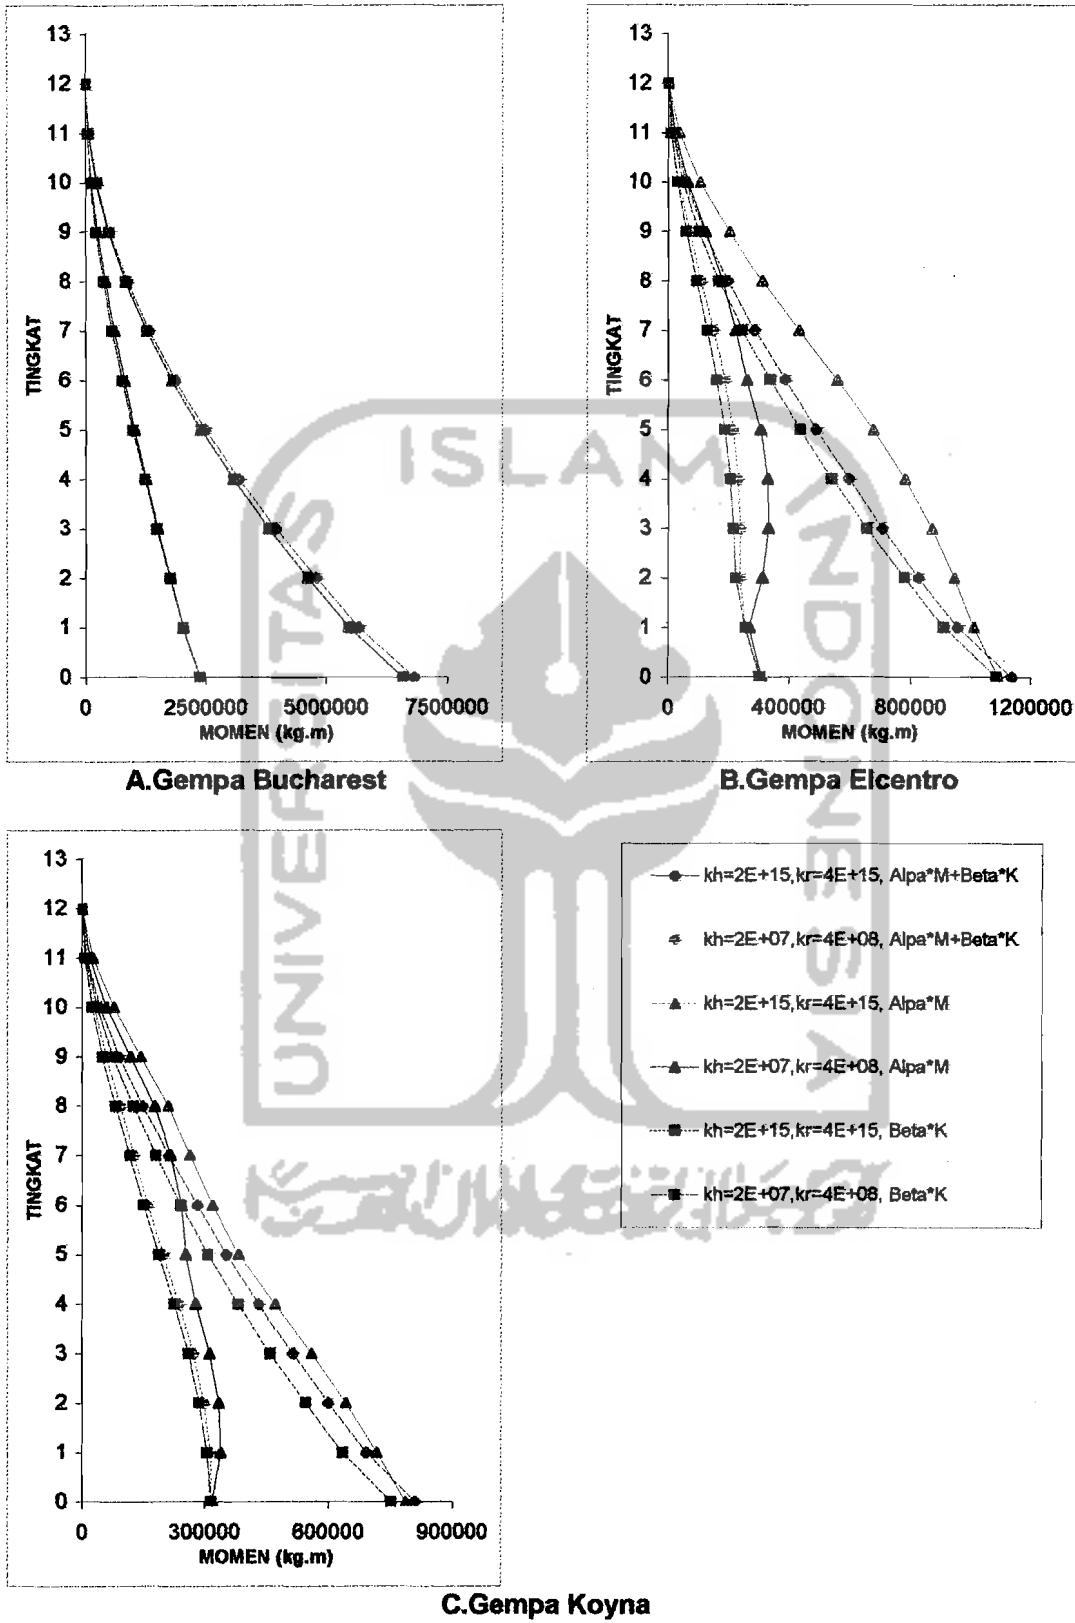 13
12
11
10
9
8
7
6
5
4
3
2
1
0
TINGKAT
0 2500000 5000000 7500000
MOMEN (kg.m)
A.Gempa Bucharest
13
12
11
10
9
8
7
6
5
4
3
2
1
0
TINGKAT
0 400000 800000 1200000
MOMEN (kg.m)
B.Gempa Elcentro
13
12
11
10
9
8
7
6
5
4
3
2
1
0
TINGKAT
0 300000 600000 900000
MOMEN (kg.m)
C.Gempa Koyna
kh=2E+15,kr=4E+15, Alpa*M+Beta*K
kh=2E+07,kr=4E+08, Alpa*M+Beta*K
kh=2E+15,kr=4E+15, Alpa*M
kh=2E+07,kr=4E+08, Alpa*M
kh=2E+15,kr=4E+15, Beta*K
kh=2E+07,kr=4E+08, Beta*K
UNIVERSITAS
ISLAM
INDONESIA